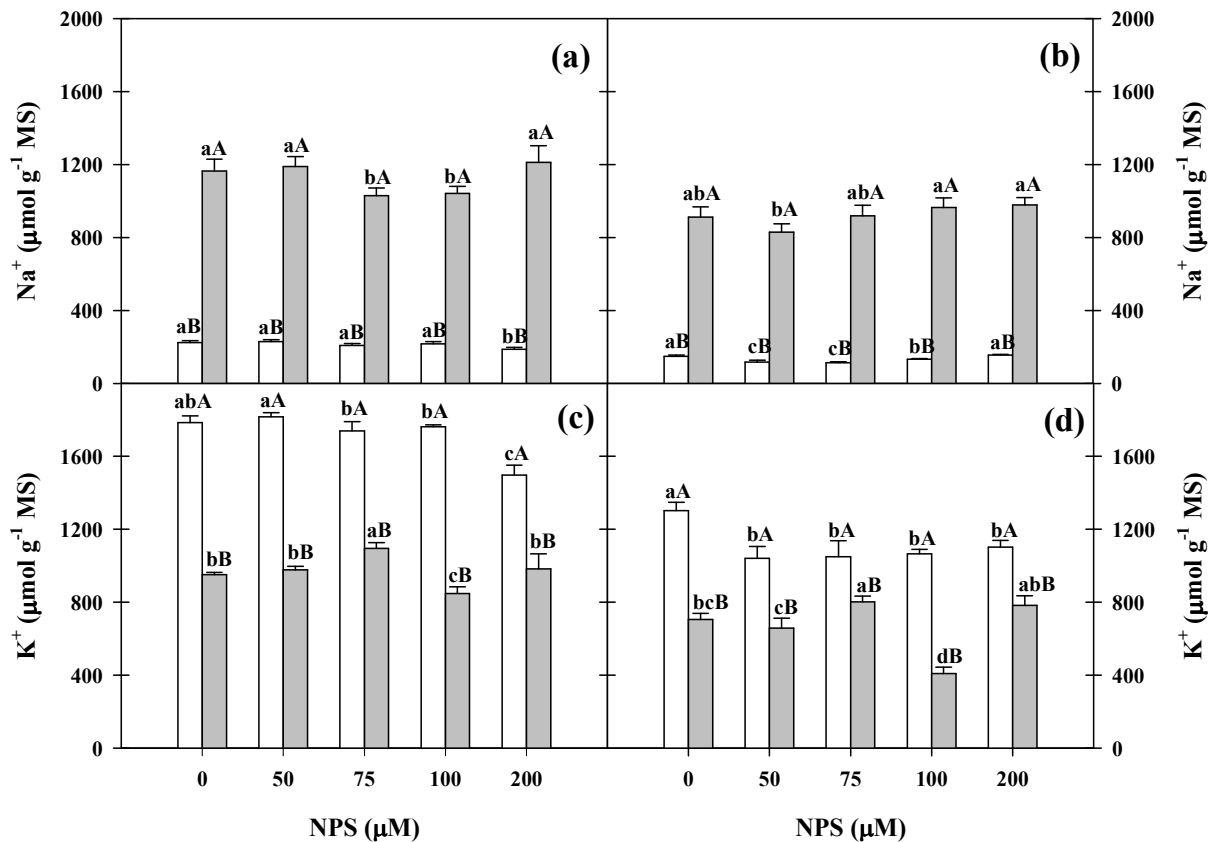 2000
1600
1200
800
400
0
Na⁺ (μmol g⁻¹ MS)
(a)
aA
aA
bA
bA
aA
aB
aB
aB
aB
bB
(b)
abA
bA
abA
aA
aA
aB
cB
cB
bB
aB
2000
1600
1200
800
400
0
Na⁺ (μmol g⁻¹ MS)
1600
1200
800
400
0
K⁺ (μmol g⁻¹ MS)
(c)
abA
aA
bA
bA
cA
bB
bB
aB
cB
bB
(d)
aA
bA
bA
bA
bA
bcB
cB
aB
dB
abB
1600
1200
800
400
0
K⁺ (μmol g⁻¹ MS)
0 50 75 100 200
NPS (μM)
0 50 75 100 200
NPS (μM)